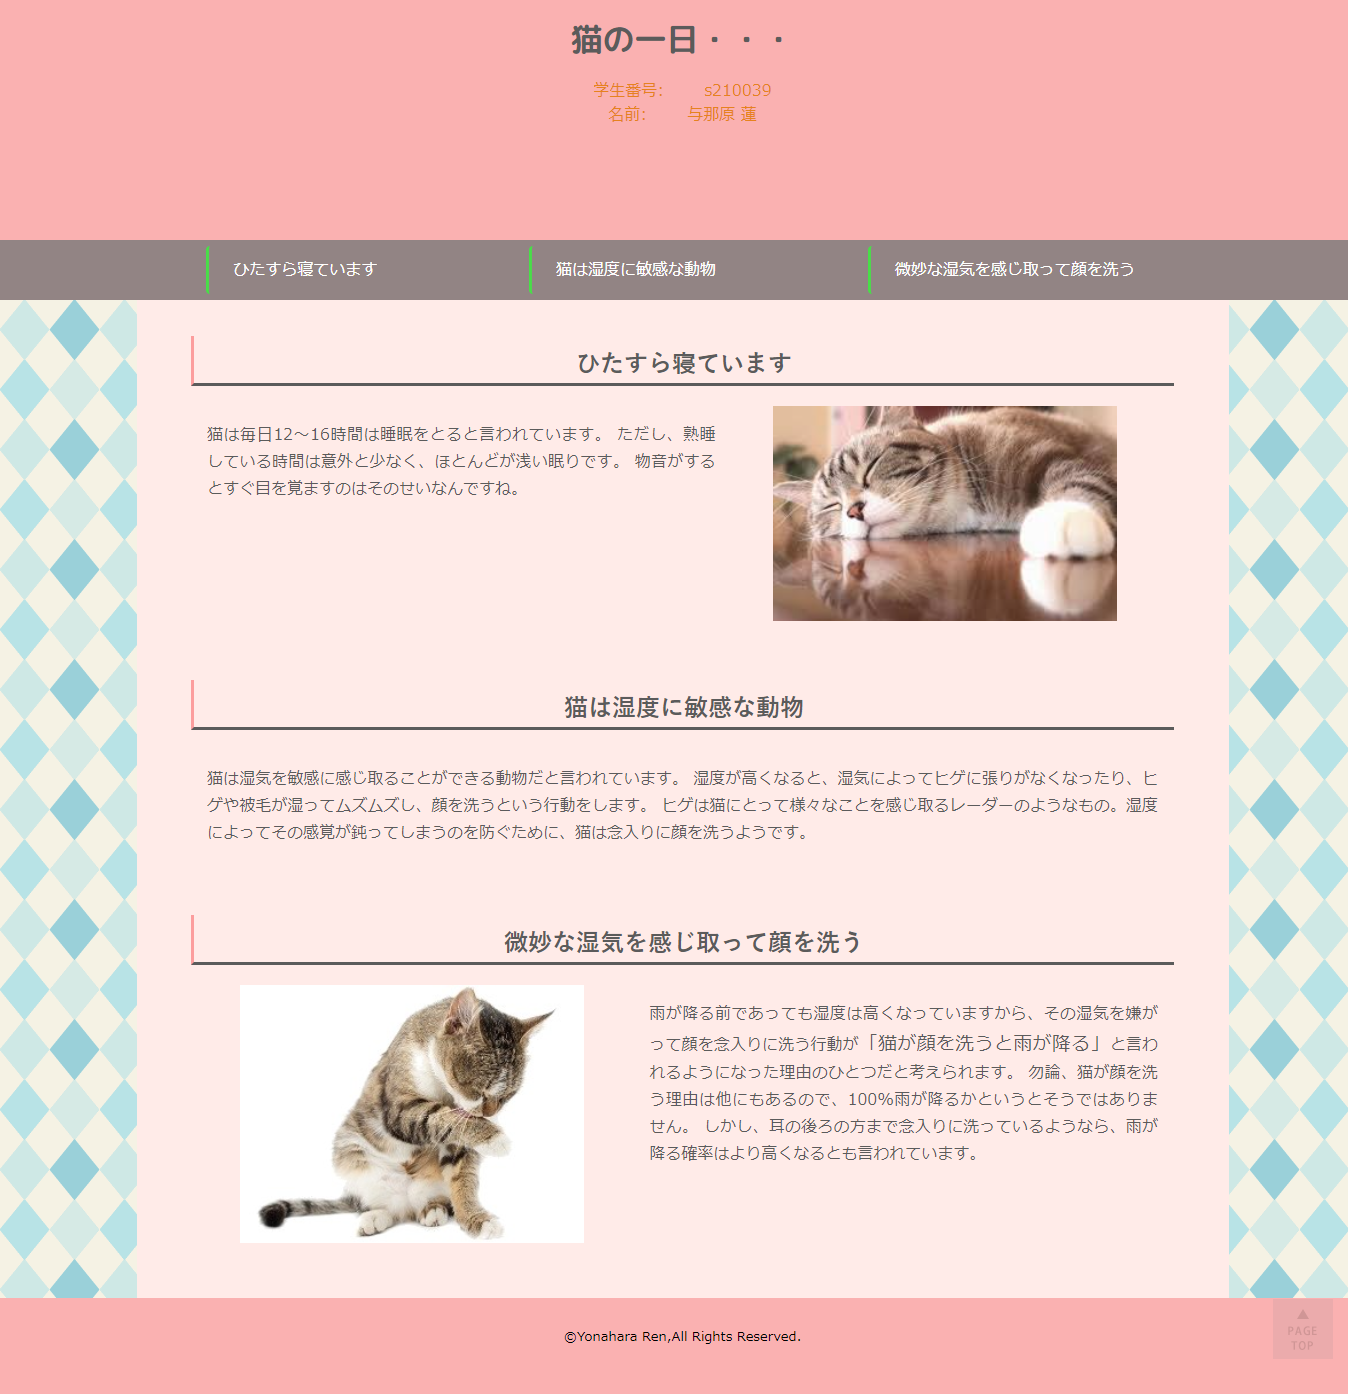 猫の一日・・・
学生番号: s210039
名前: 与那原 蓮
ひたすら寝ています 猫は湿度に敏感な動物 微妙な湿気を感じ取って顔を洗う
ひたすら寝ています
猫は毎日12～16時間は睡眠をとると言われています。 ただし、熟睡
している時間は意外と少なく、ほとんどが浅い眠りです。 物音がする
とすぐ目を覚ますのはそのせいなんですね。
猫は湿度に敏感な動物
猫は湿気を敏感に感じ取ることができる動物だと言われています。 湿度が高くなると、湿気によってヒゲに張りがなくなったり、ヒ
ゲや被毛が湿ってムズムズし、顔を洗うという行動をします。 ヒゲは猫にとって様々なことを感じ取るレーダーのようなもの。湿度
によってその感覚が鈍ってしまうのを防ぐために、猫は念入りに顔を洗うようです。
微妙な湿気を感じ取って顔を洗う
雨が降る前であっても湿度は高くなっていますから、その湿気を嫌が
って顔を念入りに洗う行動が「猫が顔を洗うと雨が降る」と言わ
れるようになった理由のひとつだと考えられます。 勿論、猫が顔を洗
う理由は他にもあるので、100%雨が降るかというとそうではありま
せん。 しかし、耳の後ろの方まで念入りに洗っているようなら、雨が
降る確率はより高くなるとも言われています。
©Yonahara Ren,All Rights Reserved.
PAGE
TOP